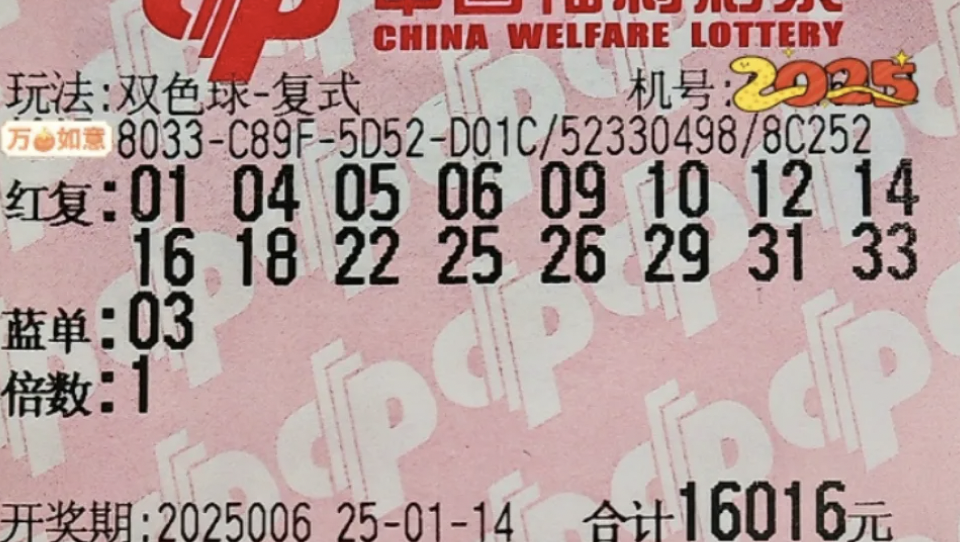 CHINA WELFARE LOTTERY
玩法:双色球-复式 机号: 2025
万 如意 8033-C89F-5D52-D01C/52330498/8C252
红复:01 04 05 06 09 10 12 14
16 18 22 25 26 29 31 33
蓝单:03
倍数:1
开奖期:2025006 25-01-14 合计16016元